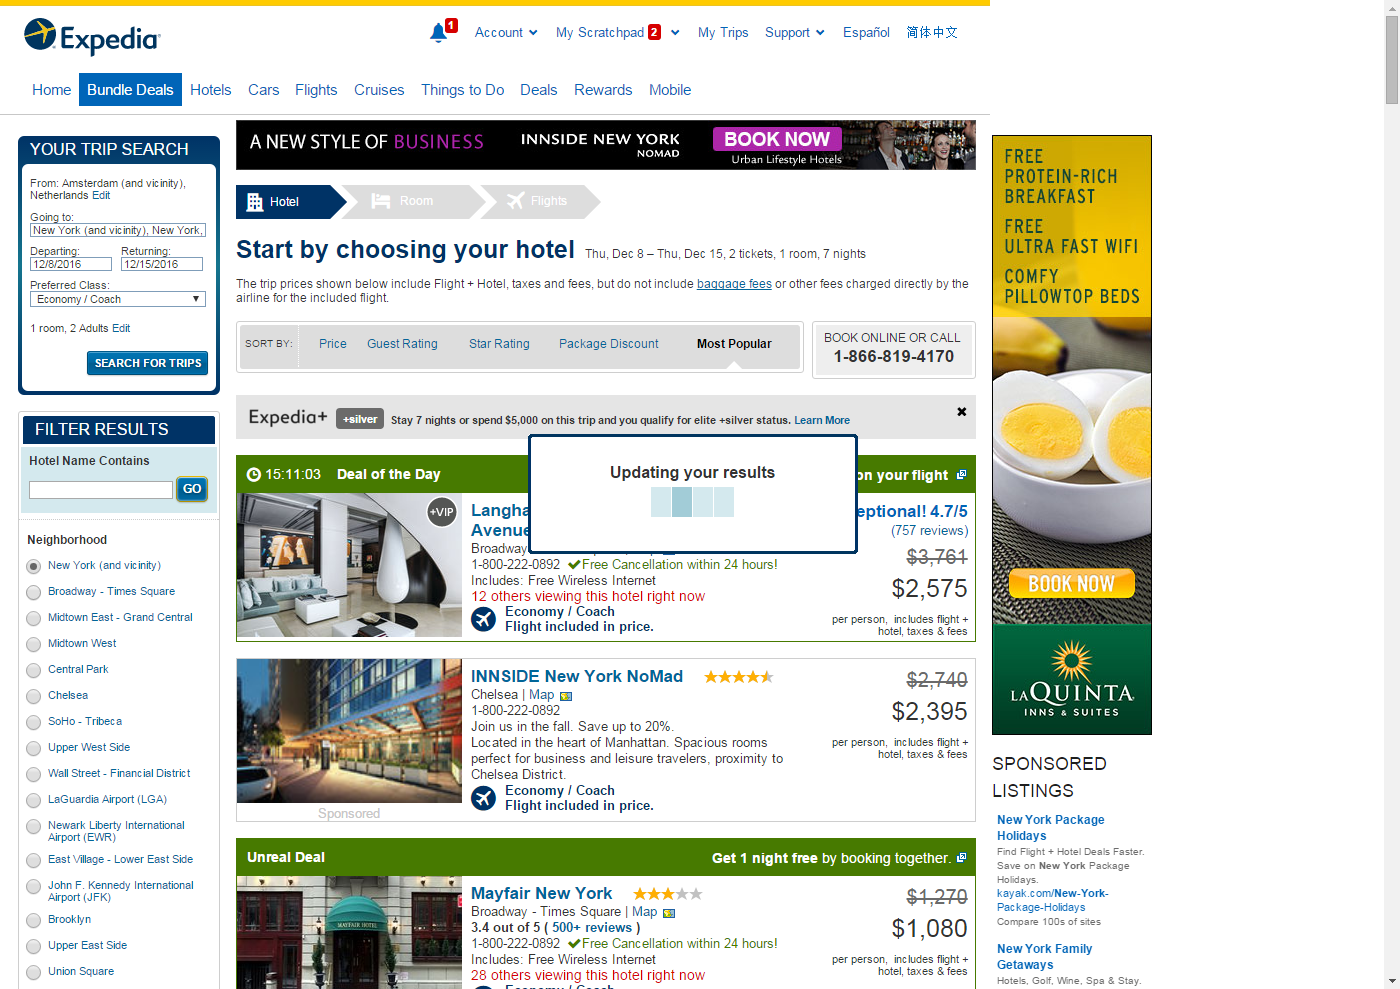 Expedia
1
Account
My Scratchpad 2
My Trips
Support
Español
简体中文
Home
Bundle Deals
Hotels
Cars
Flights
Cruises
Things to Do
Deals
Rewards
Mobile
YOUR TRIP SEARCH
From: Amsterdam (and vicinity),
Netherlands Edit
Going to:
New York (and vicinity), New York,
Departing: Returning:
12/8/2016 12/15/2016
Preferred Class:
Economy / Coach
1 room, 2 Adults Edit
SEARCH FOR TRIPS
FILTER RESULTS
Hotel Name Contains
GO
Neighborhood
New York (and vicinity)
Broadway - Times Square
Midtown East - Grand Central
Midtown West
Central Park
Chelsea
SoHo - Tribeca
Upper West Side
Wall Street - Financial District
LaGuardia Airport (LGA)
Newark Liberty International
Airport (EWR)
East Village - Lower East Side
John F. Kennedy International
Airport (JFK)
Brooklyn
Upper East Side
Union Square
A NEW STYLE OF BUSINESS
INNSIDE NEW YORK
NOMAD
BOOK NOW
Urban Lifestyle Hotels
Hotel
Room
Flights
Start by choosing your hotel Thu, Dec 8 – Thu, Dec 15, 2 tickets, 1 room, 7 nights
The trip prices shown below include Flight + Hotel, taxes and fees, but do not include baggage fees or other fees charged directly by the
airline for the included flight.
SORT BY: Price Guest Rating Star Rating Package Discount Most Popular
BOOK ONLINE OR CALL
1-866-819-4170
Expedia+ +silver Stay 7 nights or spend $5,000 on this trip and you qualify for elite +silver status. Learn More
Updating your results
15:11:03 Deal of the Day
on your flight
+VIP
Langha
Avenue
Broadway
1-800-222-0892 Free Cancellation within 24 hours!
Includes: Free Wireless Internet
12 others viewing this hotel right now
Economy / Coach
Flight included in price.
eptional! 4.7/5
(757 reviews)
$3,761
$2,575
per person, includes flight +
hotel, taxes & fees
INNSIDE New York NoMad
Chelsea | Map
1-800-222-0892
Join us in the fall. Save up to 20%.
Located in the heart of Manhattan. Spacious rooms
perfect for business and leisure travelers, proximity to
Chelsea District.
Economy / Coach
Flight included in price.
$2,740
$2,395
per person, includes flight +
hotel, taxes & fees
Sponsored
Unreal Deal
Get 1 night free by booking together.
MAYFAIR HOTEL
Mayfair New York
Broadway - Times Square | Map
3.4 out of 5 ( 500+ reviews )
1-800-222-0892 Free Cancellation within 24 hours!
Includes: Free Wireless Internet
28 others viewing this hotel right now
Economy / Coach
$1,270
$1,080
per person, includes flight +
hotel, taxes & fees
FREE
PROTEIN-RICH
BREAKFAST
FREE
ULTRA FAST WIFI
COMFY
PILLOWTOP BEDS
BOOK NOW
LAQUINTA
INNS & SUITES
SPONSORED
LISTINGS
New York Package
Holidays
Find Flight + Hotel Deals Faster.
Save on New York Package
Holidays.
kayak.com/New-York-
Package-Holidays
Compare 100s of sites
New York Family
Getaways
Hotels, Golf, Wine, Spa & Stay.